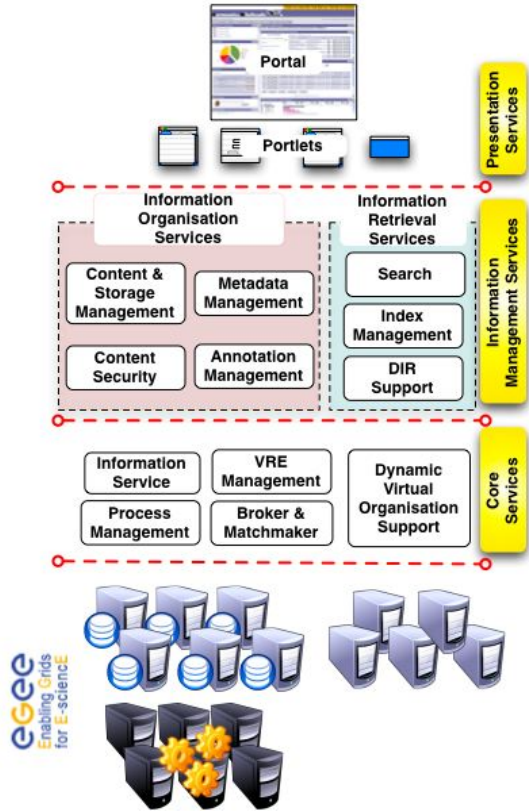 Portal
Portlets
Presentation
Services
Information
Organisation
Services
Information
Retrieval
Services
Content &
Storage
Management
Metadata
Management
Content
Security
Annotation
Management
Search
Index
Management
DIR
Support
Information
Management Services
Information
Service
VRE
Management
Process
Management
Broker &
Matchmaker
Dynamic
Virtual
Organisation
Support
Core
Services
eGee
Enabling Grids
for E-sciencE